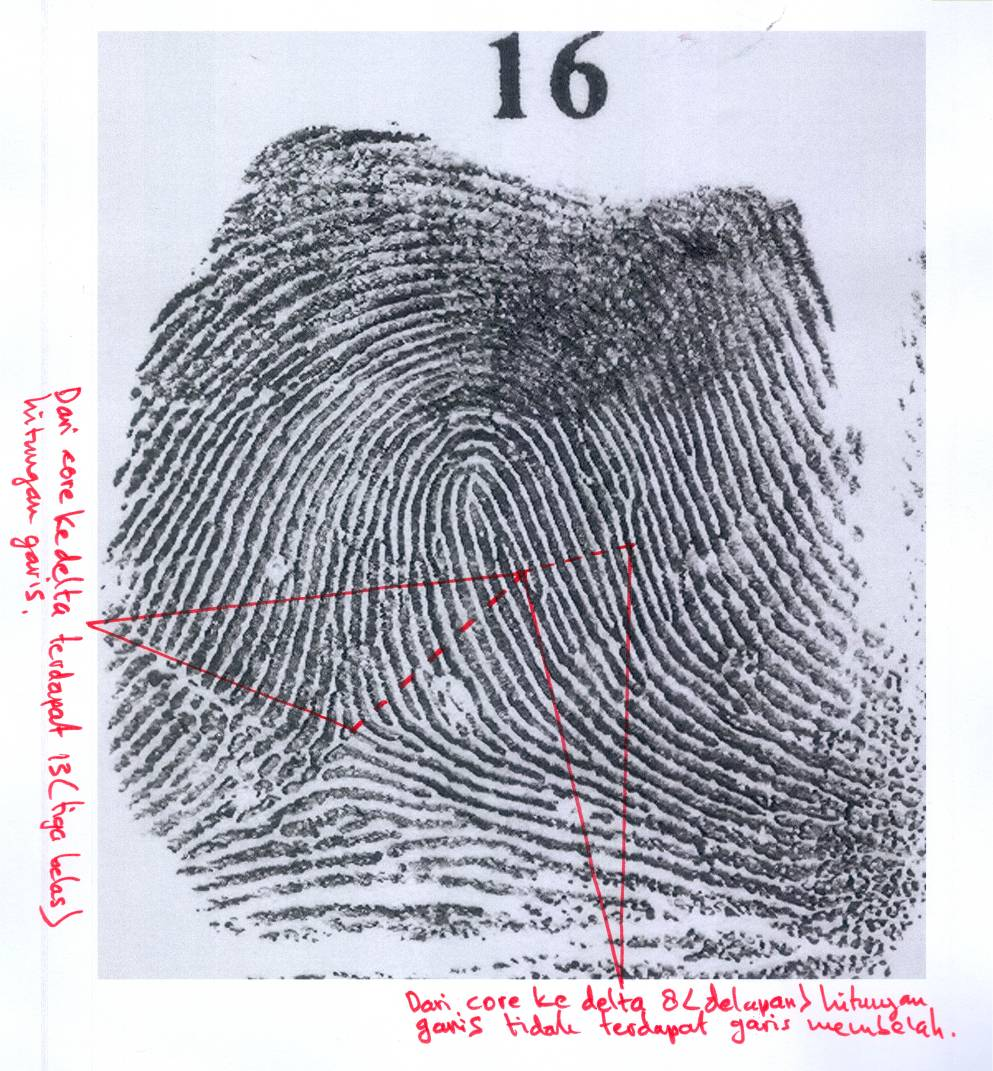 16
Dari core ke delta terdapat 13 (tiga belas)
hitungan garis.
Dari core ke delta 8 (delapan) hitungan
garis tidak terdapat garis membelah.